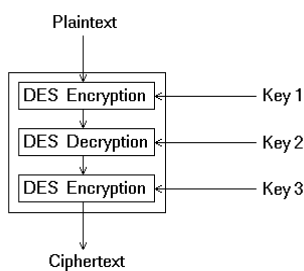 Plaintext
DES Encryption
Key 1
DES Decryption
Key 2
DES Encryption
Key 3
Ciphertext